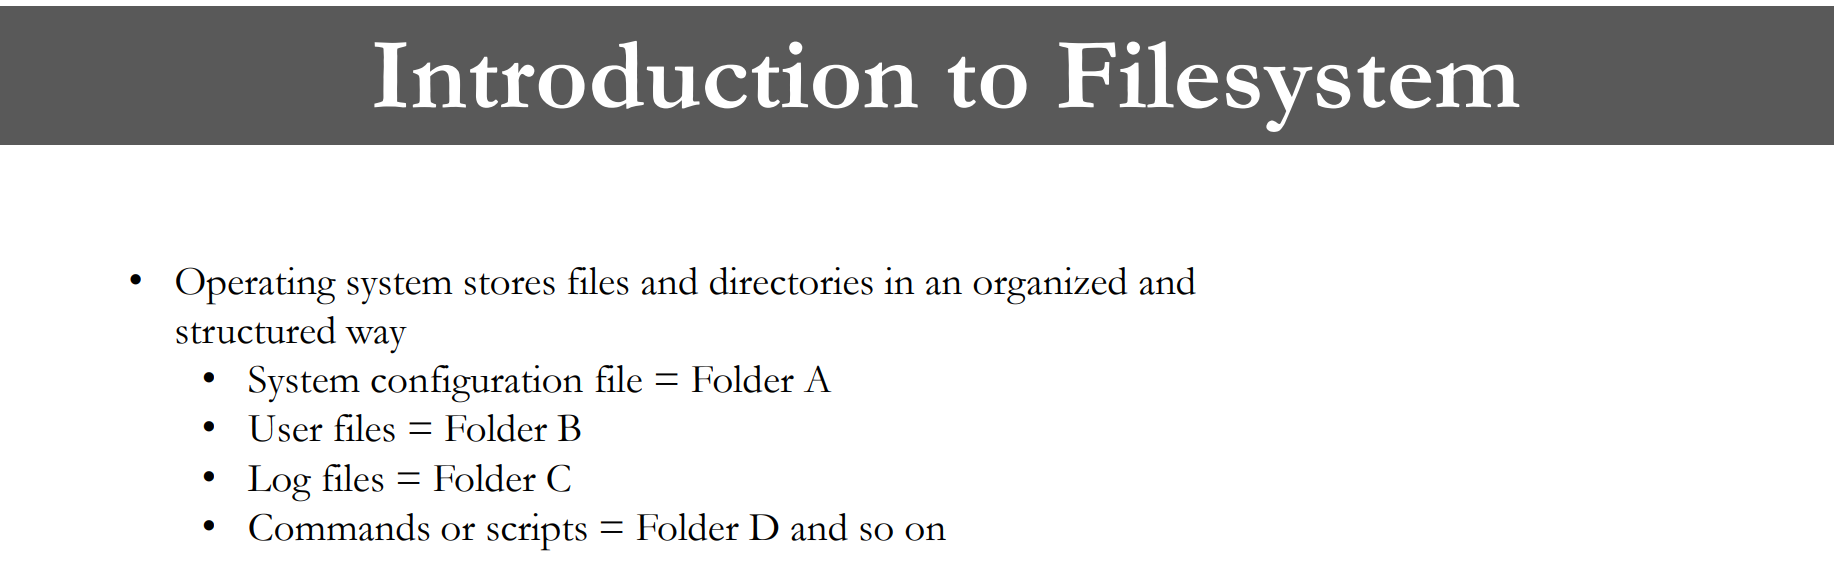 Introduction to Filesystem
• Operating system stores files and directories in an organized and
structured way
• System configuration file = Folder A
• User files = Folder B
• Log files = Folder C
• Commands or scripts = Folder D and so on